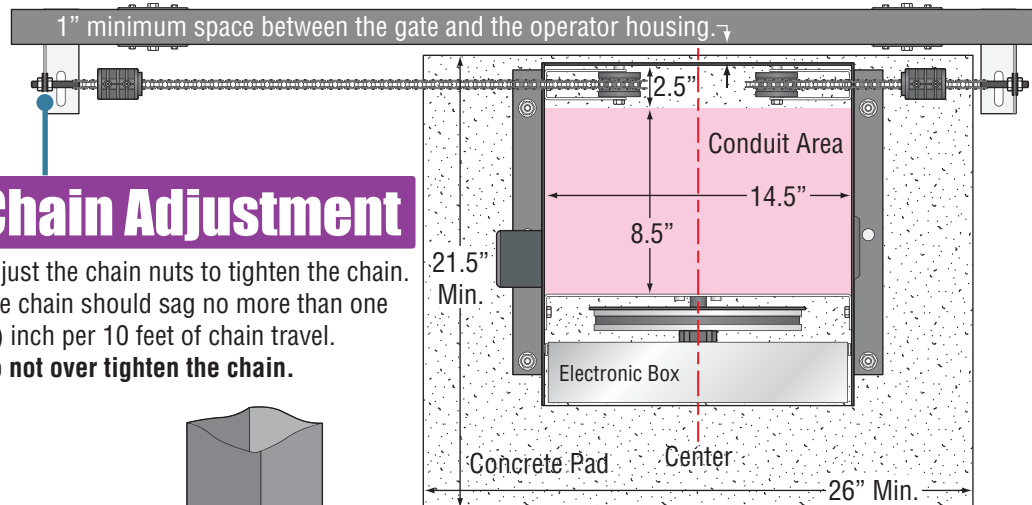 1” minimum space between the gate and the operator housing.
2.5”
Conduit Area
14.5”
8.5”
Chain Adjustment
just the chain nuts to tighten the chain.
e chain should sag no more than one
) inch per 10 feet of chain travel.
not over tighten the chain.
21.5”
Min.
Electronic Box
Concrete Pad
Center
26” Min.